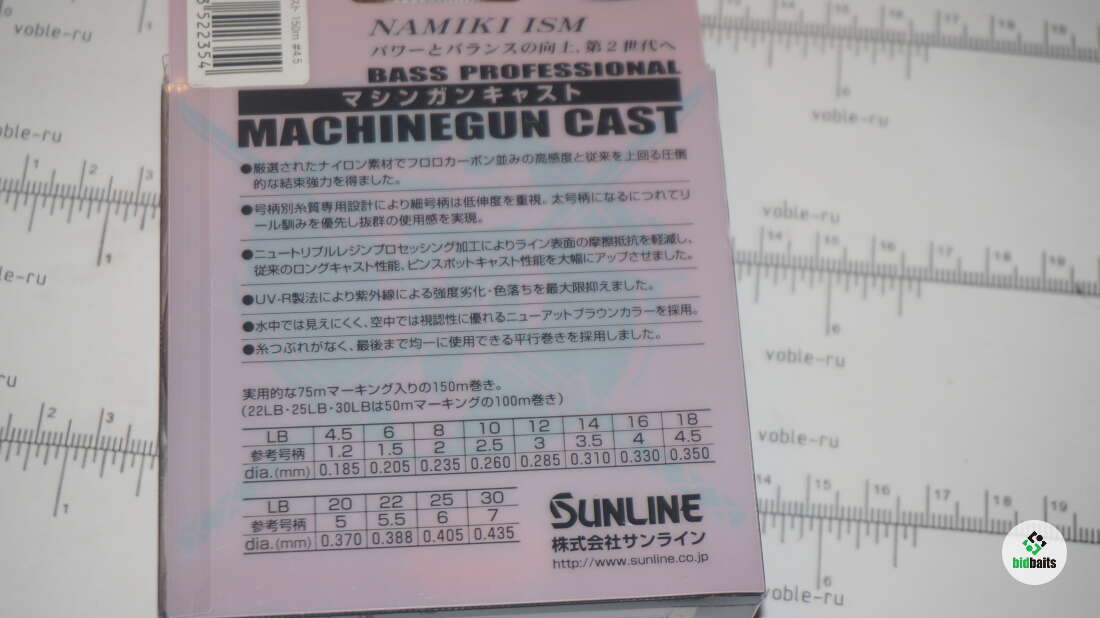 8522354
スト 150m #4.5
NAMIKI ISM
パワーとバランスの向上、第2世代へ
BASS PROFESSIONAL
マシンガンキャスト
MACHINEGUN CAST
●厳選されたナイロン素材でフロロカーボン並みの高感度と従来を上回る圧倒
的な結束強力を得ました。
●号柄別糸質専用設計により細号柄は低伸度を重視。太号柄になるにつれてリ
ール馴みを優先し抜群の使用感を実現。
●ニュートリプルレジンプロセッシング加工によりライン表面の摩擦抵抗を軽減し、
従来のロングキャスト性能、ピンスポットキャスト性能を大幅にアップさせました。
●UV-R製法により紫外線による強度劣化・色落ちを最大限抑えました。
●水中では見えにくく、空中では視認性に優れるニューアットブラウンカラーを採用。
●糸つぶれがなく、最後まで均一に使用できる平行巻きを採用しました。
実用的な75mマーキング入りの150m巻き。
(22LB・25LB・30LBは50mマーキングの100m巻き)
LB 4.5 6 8 10 12 14 16 18
参考号柄 1.2 1.5 2 2.5 3 3.5 4 4.5
dia.(mm) 0.185 0.205 0.235 0.260 0.285 0.310 0.330 0.350
LB 20 22 25 30
参考号柄 5 5.5 6 7
dia.(mm) 0.370 0.388 0.405 0.435
SUNLINE
株式会社サンライン
http://www.sunline.co.jp
voble-ru
voble-ru
voble-ru
voble-ru
voble-ru
voble-ru
voble-ru
bidbaits